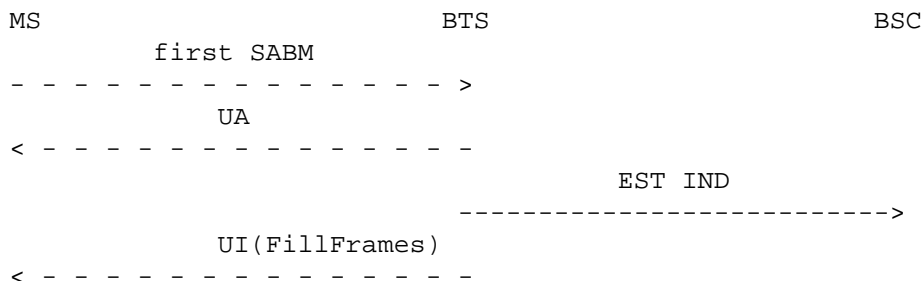 MS BTS BSC
first SABM
- - - - - - - - - - - - - - >
UA
< - - - - - - - - - - - - - -
EST IND
--------------------------->
UI(FillFrames)
< - - - - - - - - - - - - - -